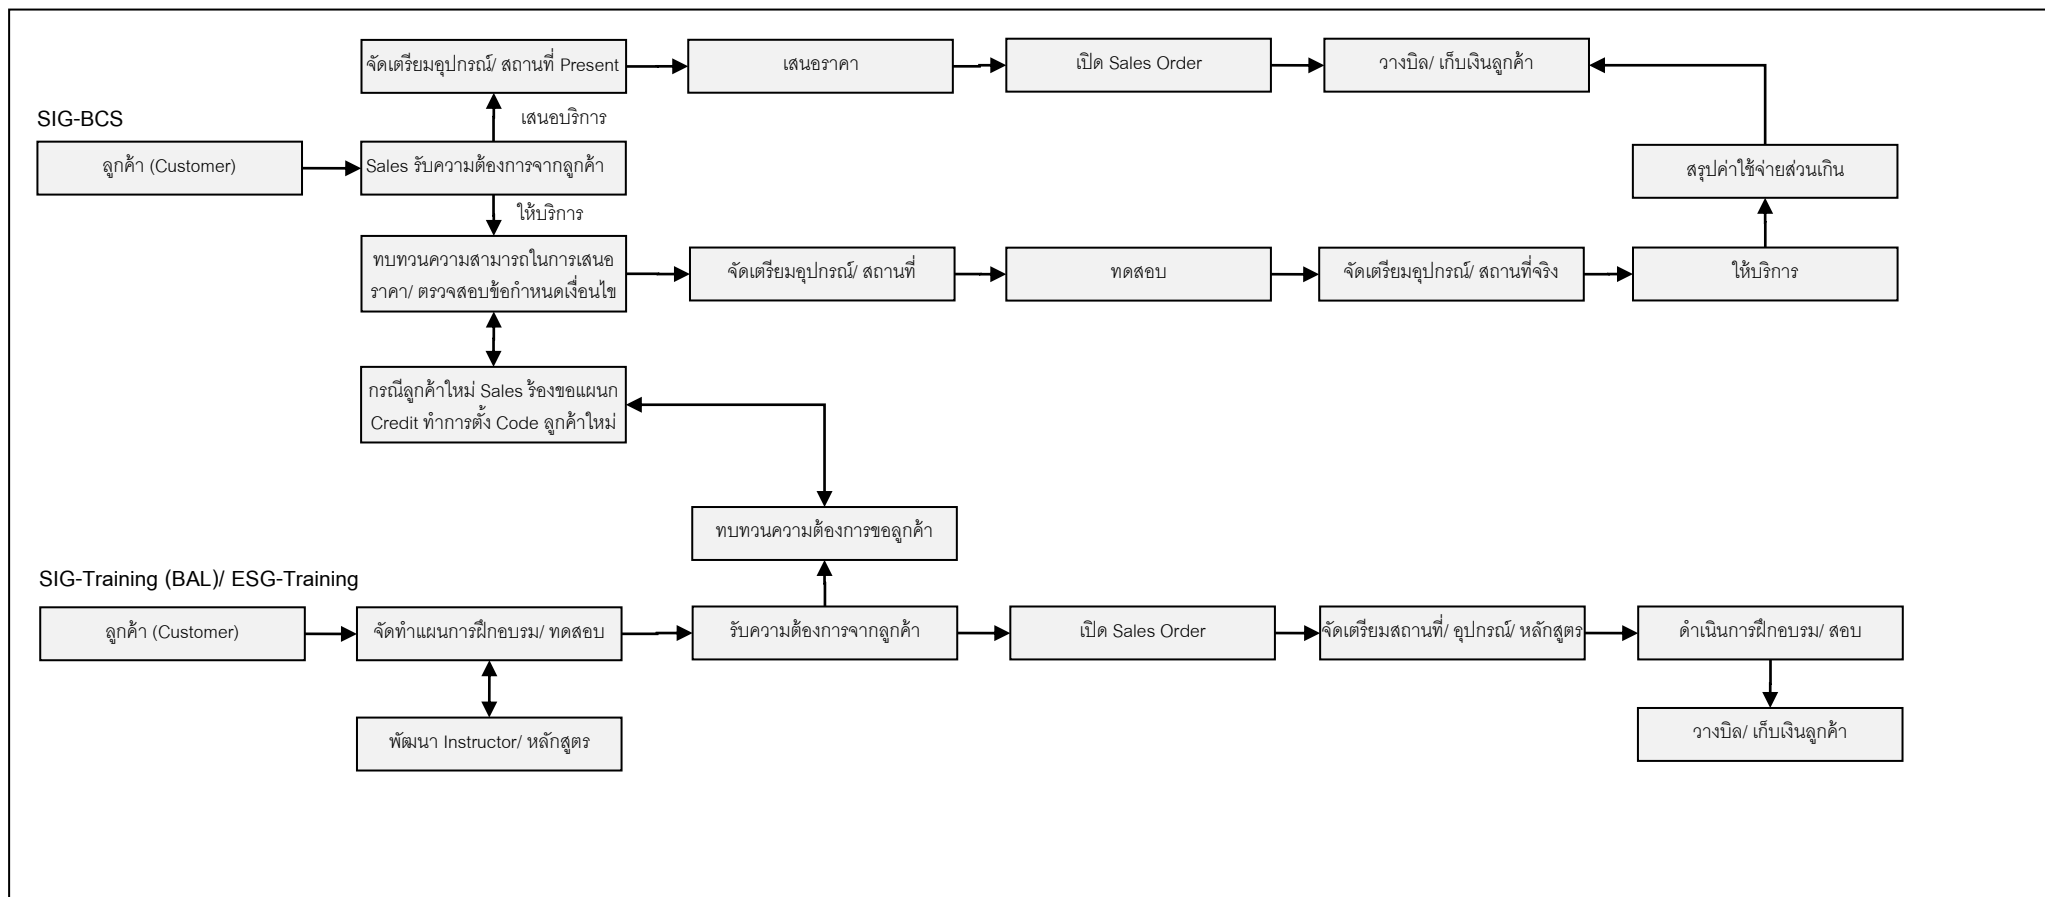 จัดเตรียมอุปกรณ์/ สถานที่ Present
เสนอราคา
เปิด Sales Order
วางบิล/ เก็บเงินลูกค้า
SIG-BCS
เสนอบริการ
ลูกค้า (Customer)
Sales รับความต้องการจากลูกค้า
สรุปค่าใช้จ่ายส่วนเกิน
ให้บริการ
ทบทวนความสามารถในการเสนอ
ราคา/ ตรวจสอบข้อกำหนดเงื่อนไข
จัดเตรียมอุปกรณ์/ สถานที่
ทดสอบ
จัดเตรียมอุปกรณ์/ สถานที่จริง
ให้บริการ
กรณีลูกค้าใหม่ Sales ร้องขอแผนก
Credit ทำการตั้ง Code ลูกค้าใหม่
ทบทวนความต้องการขอลูกค้า
SIG-Training (BAL)/ ESG-Training
ลูกค้า (Customer)
จัดทำแผนการฝึกอบรม/ ทดสอบ
รับความต้องการจากลูกค้า
เปิด Sales Order
จัดเตรียมสถานที่/ อุปกรณ์/ หลักสูตร
ดำเนินการฝึกอบรม/ สอบ
พัฒนา Instructor/ หลักสูตร
วางบิล/ เก็บเงินลูกค้า